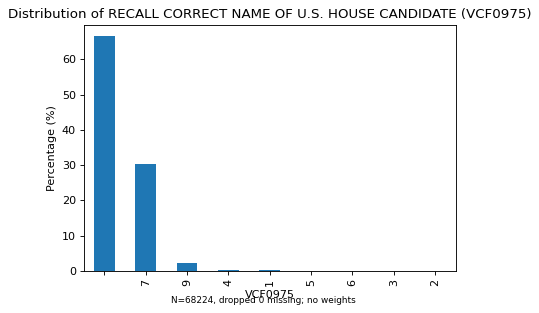 Distribution of RECALL CORRECT NAME OF U.S. HOUSE CANDIDATE (VCF0975)
Percentage (%)
60
50
40
30
20
10
0
7 9 4 1 5 6 3 2
VCF0975
N=68224, dropped 0 missing; no weights